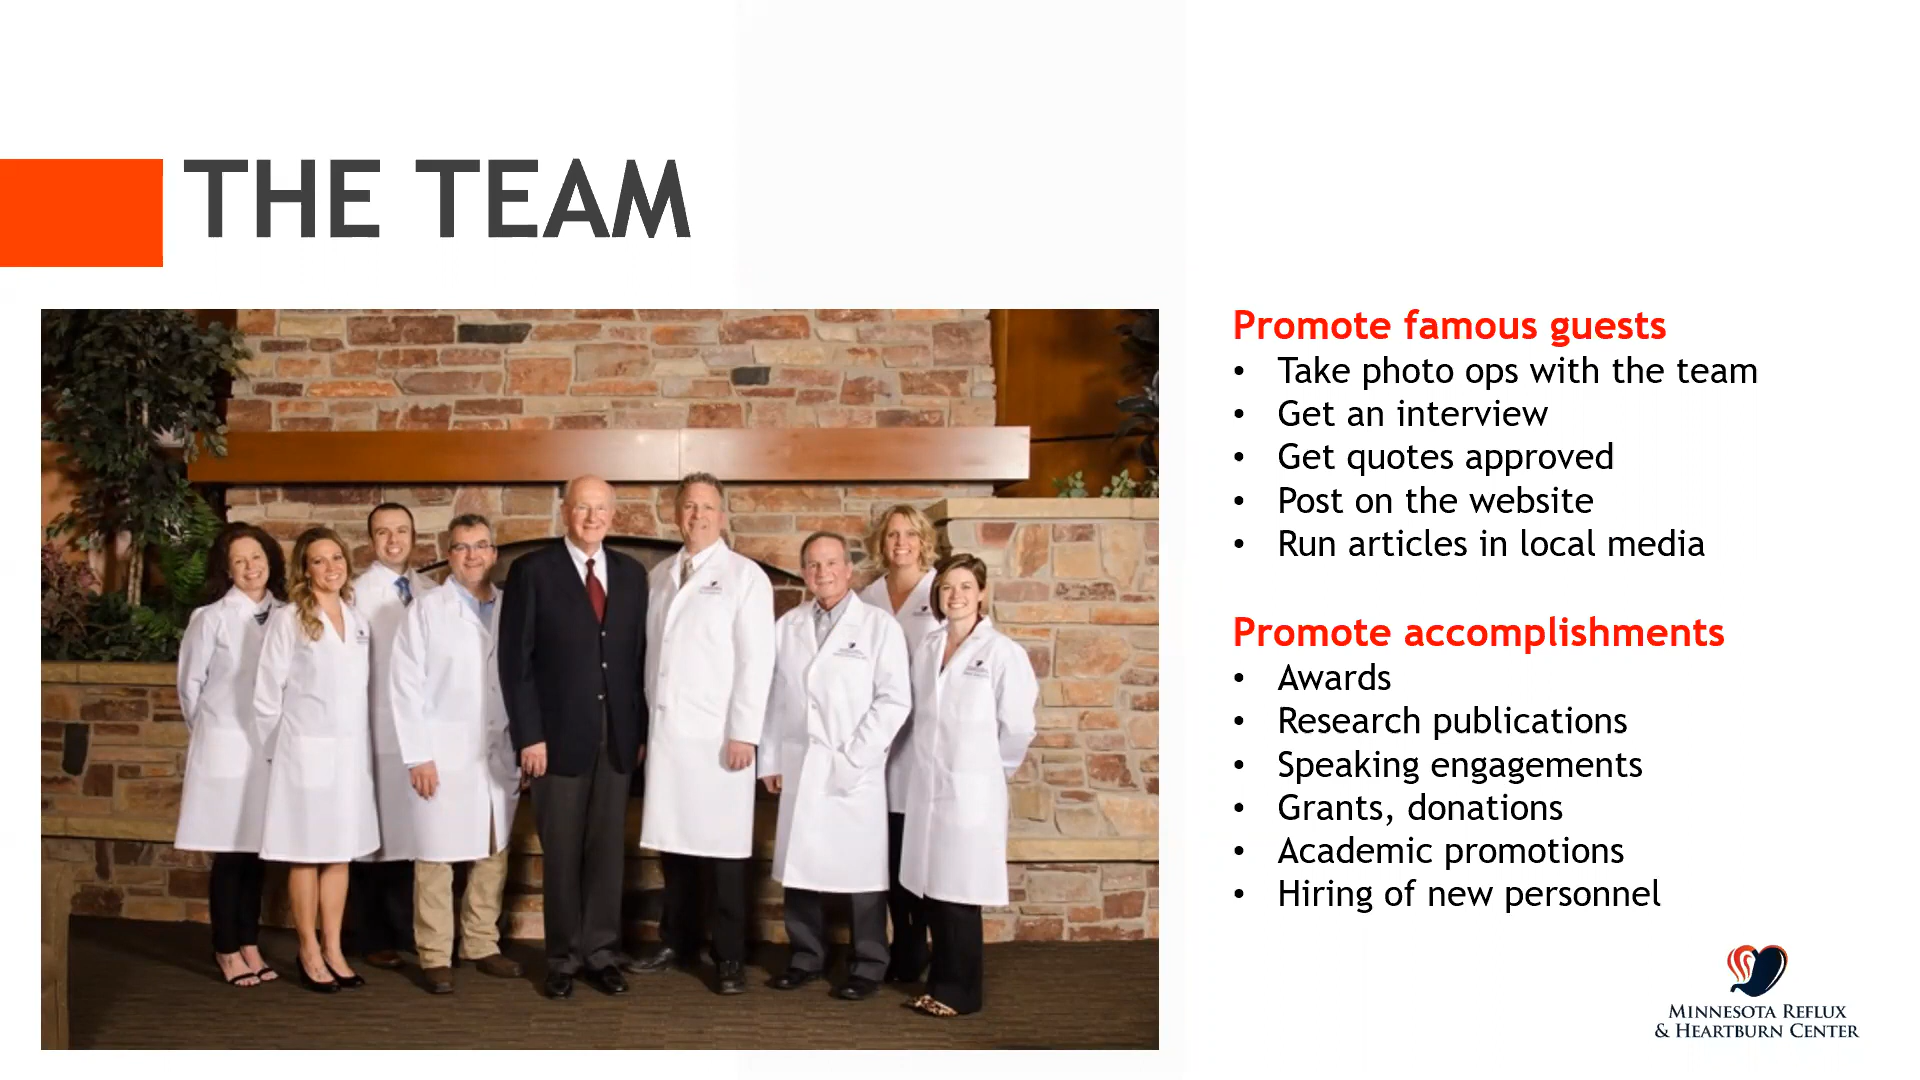 THE TEAM
Promote famous guests
• Take photo ops with the team
• Get an interview
• Get quotes approved
• Post on the website
• Run articles in local media
Promote accomplishments
• Awards
• Research publications
• Speaking engagements
• Grants, donations
• Academic promotions
• Hiring of new personnel
MINNESOTA REFLUX
& HEARTBURN CENTER